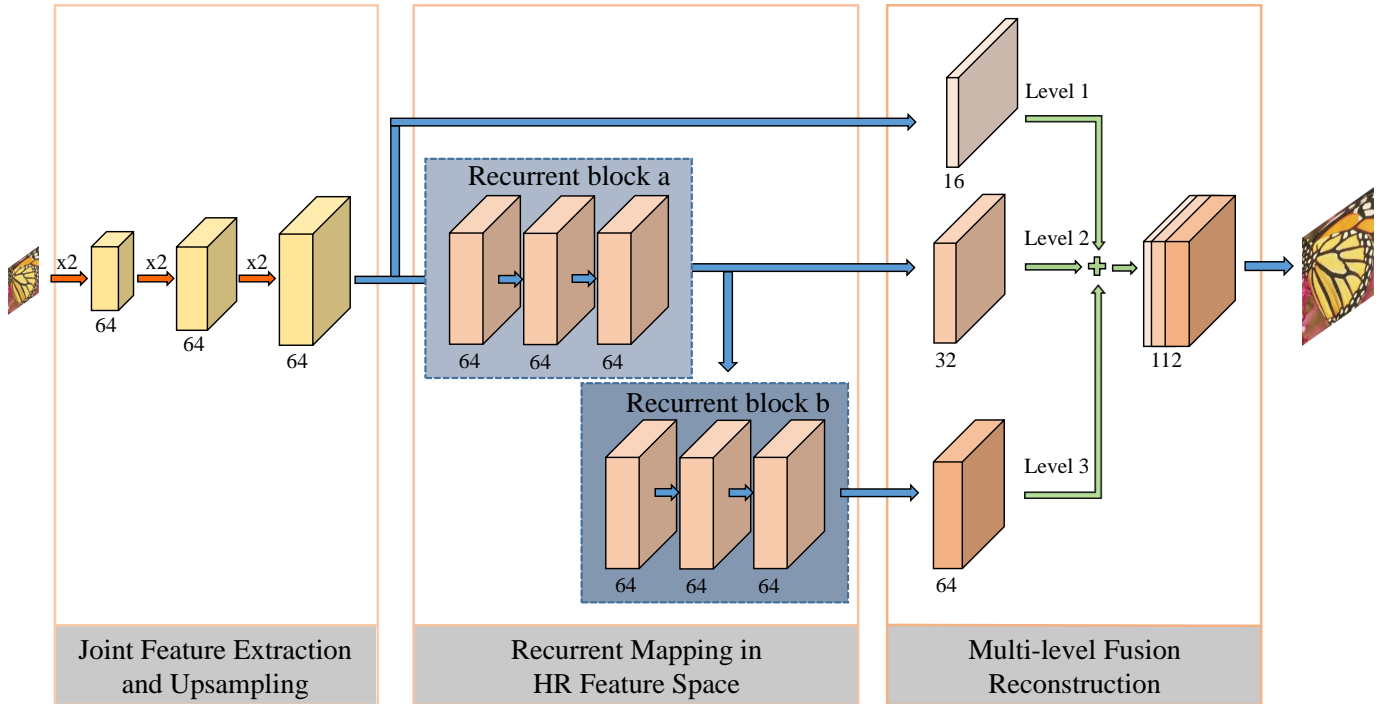 x2
x2
x2
64
64
64
Recurrent block a
64
64
64
Recurrent block b
64
64
64
Level 1
16
Level 2
32
Level 3
64
112
Joint Feature Extraction
and Upsampling
Recurrent Mapping in
HR Feature Space
Multi-level Fusion
Reconstruction